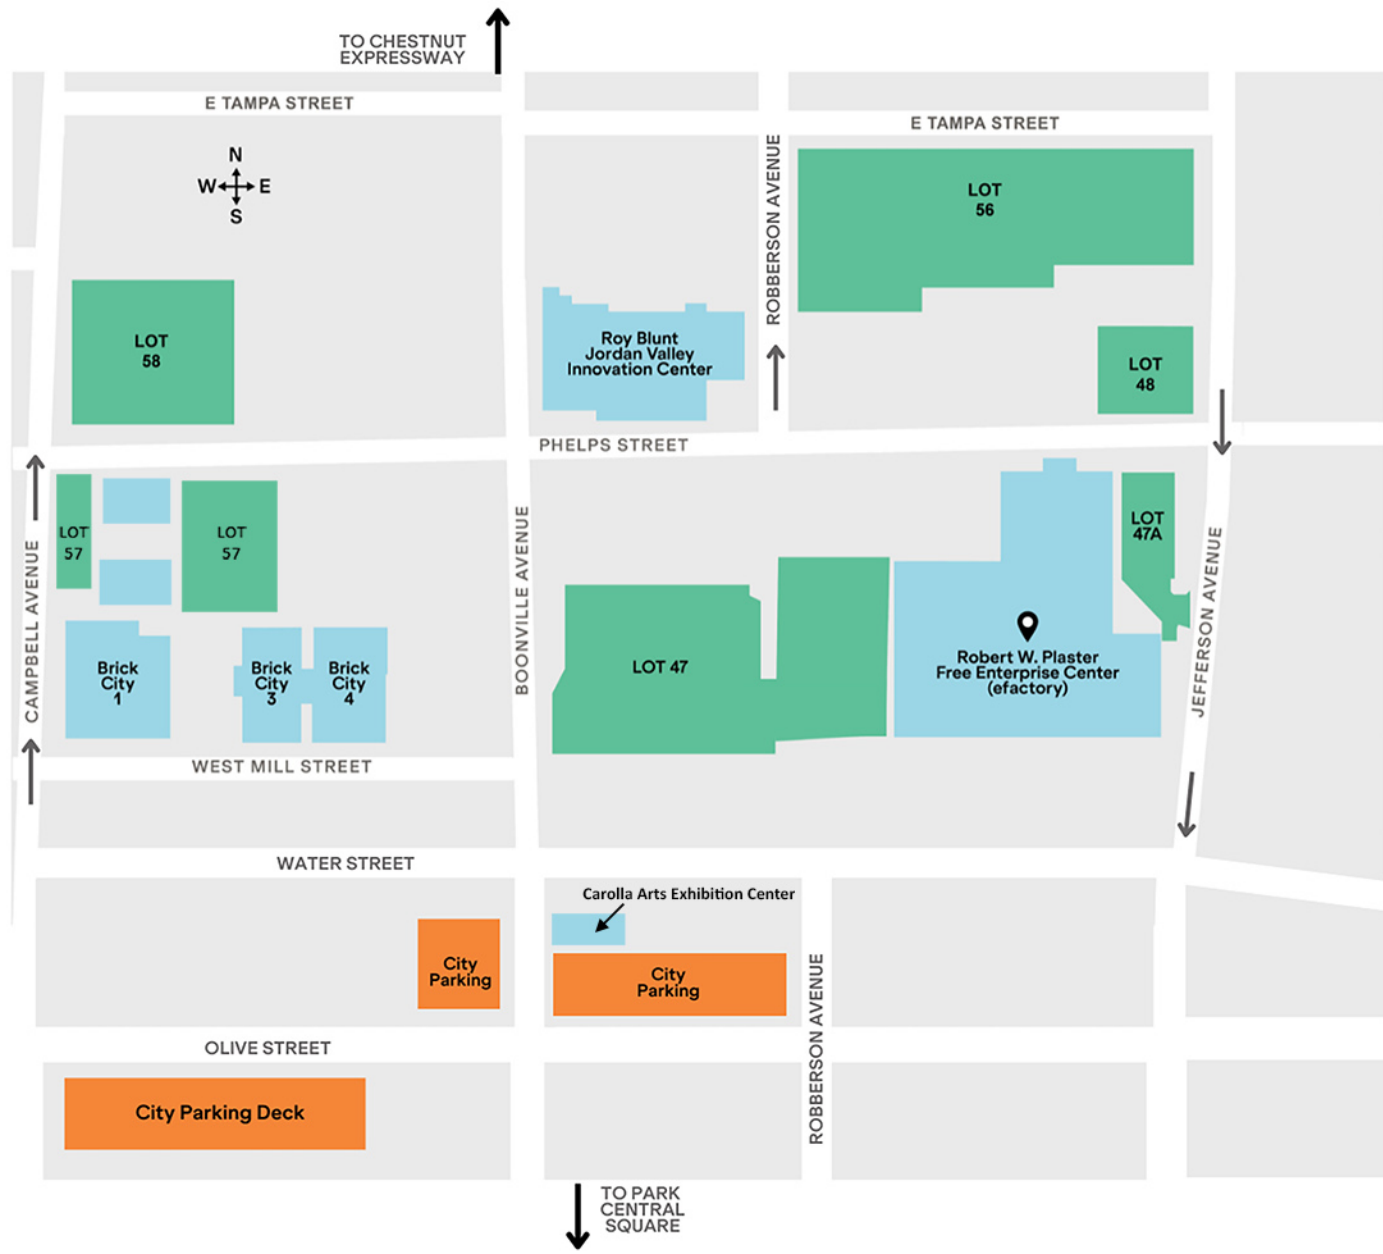 TO CHESTNUT
EXPRESSWAY
E TAMPA STREET
E TAMPA STREET
N
W E
S
ROBBERSON AVENUE
LOT
56
LOT
58
Roy Blunt
Jordan Valley
Innovation Center
LOT
48
PHELPS STREET
LOT
57
LOT
57
LOT
47A
CAMPBELL AVENUE
BOONVILLE AVENUE
JEFFERSON AVENUE
Brick
City
1
Brick
City
3
Brick
City
4
LOT 47
Robert W. Plaster
Free Enterprise Center
(efactory)
WEST MILL STREET
WATER STREET
Carolla Arts Exhibition Center
City
Parking
City
Parking
ROBBERSON AVENUE
OLIVE STREET
City Parking Deck
TO PARK
CENTRAL
SQUARE